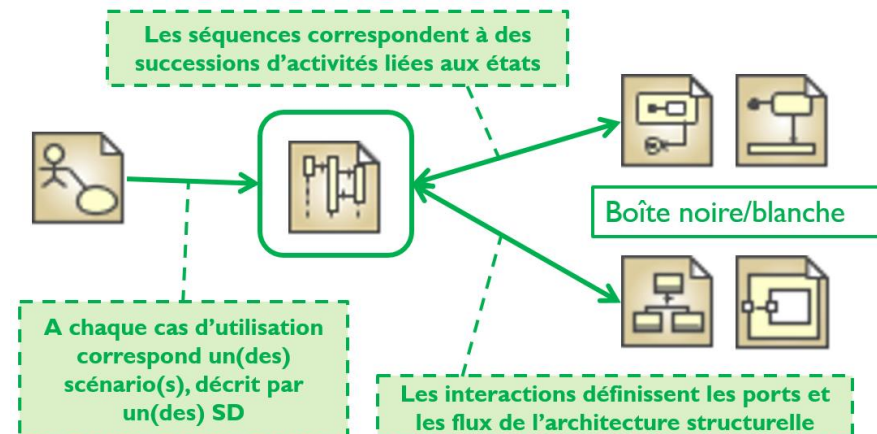 Les séquences correspondent à des
successions d'activités liées aux états
Boîte noire/blanche
A chaque cas d'utilisation
correspond un(des)
scénario(s), décrit par
un(des) SD
Les interactions définissent les ports et
les flux de l'architecture structurelle